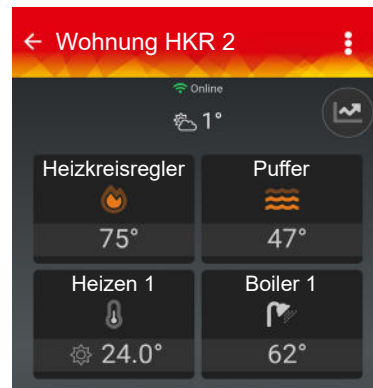 Wohnung HKR 2
Online
1°
Heizkreisregler
Puffer
75°
47°
Heizen 1
Boiler 1
24.0°
62°